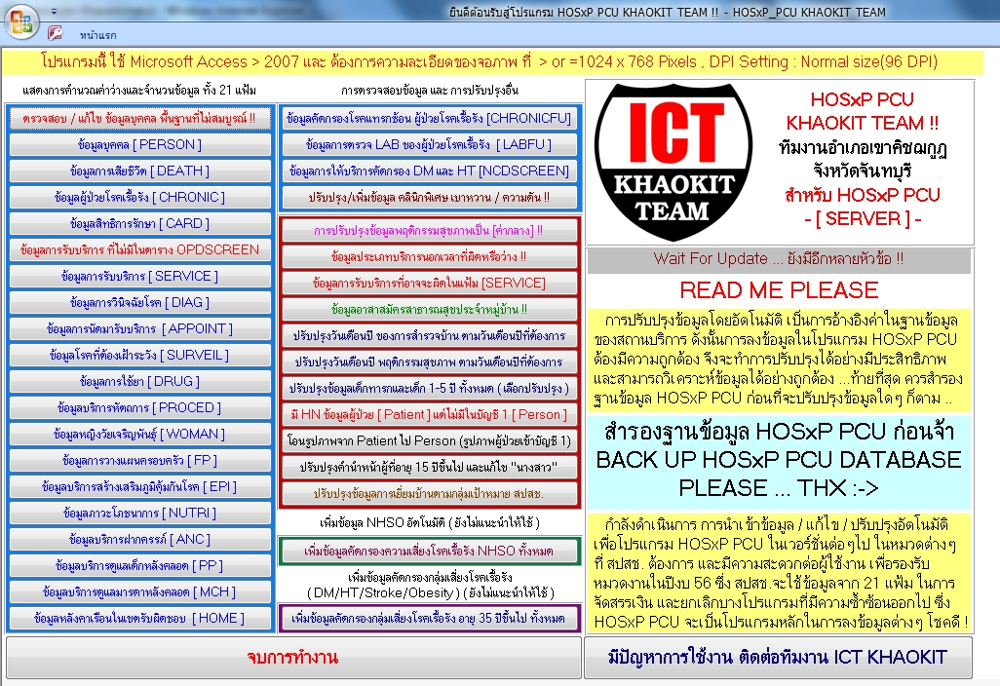 ยินดีต้อนรับสู่โปรแกรม HOSxP PCU KHAOKIT TEAM !! - HOSxP_PCU KHAOKIT TEAM
หน้าแรก
โปรแกรมนี้ ใช้ Microsoft Access > 2007 และ ต้องการความละเอียดของจอภาพ ที่ > or =1024 x 768 Pixels , DPI Setting : Normal size(96 DPI)
แสดงการคำนวณค่าว่างและจำนวนข้อมูล ทั้ง 21 แฟ้ม
ตรวจสอบ / แก้ไข ข้อมูลบุคคล พื้นฐานที่ไม่สมบูรณ์ !!
ข้อมูลบุคคล [ PERSON ]
ข้อมูลการเสียชีวิต [ DEATH ]
ข้อมูลผู้ป่วยโรคเรื้อรัง [ CHRONIC ]
ข้อมูลสิทธิการรักษา [ CARD ]
ข้อมูลการรับบริการ ที่ไม่มีในตาราง OPDSCREEN
ข้อมูลการรับบริการ [ SERVICE ]
ข้อมูลการวินิจฉัยโรค [ DIAG ]
ข้อมูลการนัดมารับบริการ [ APPOINT ]
ข้อมูลโรคที่ต้องเฝ้าระวัง [ SURVEIL ]
ข้อมูลการใช้ยา [ DRUG ]
ข้อมูลบริการหัตถการ [ PROCED ]
ข้อมูลหญิงวัยเจริญพันธุ์ [ WOMAN ]
ข้อมูลการวางแผนครอบครัว [ FP ]
ข้อมูลบริการสร้างเสริมภูมิคุ้มกันโรค [ EPI ]
ข้อมูลภาวะโภชนาการ [ NUTRI ]
ข้อมูลบริการฝากครรภ์ [ ANC ]
ข้อมูลบริการดูแลเด็กหลังคลอด [ PP ]
ข้อมูลบริการดูแลมารดาหลังคลอด [ MCH ]
ข้อมูลหลังคาเรือนในเขตรับผิดชอบ [ HOME ]
จบการทำงาน
การตรวจสอบข้อมูล และ การปรับปรุงอื่น
ข้อมูลคัดกรองโรคแทรกซ้อน ผู้ป่วยโรคเรื้อรัง [CHRONICFU]
ข้อมูลการตรวจ LAB ของผู้ป่วยโรคเรื้อรัง [ LABFU ]
ข้อมูลการให้บริการคัดกรอง DM และ HT [NCDSCREEN]
ปรับปรุง/เพิ่มข้อมูล คลินิกพิเศษ เบาหวาน / ความดัน !!
การปรับปรุงข้อมูลพฤติกรรมสุขภาพเป็น [ค่ากลาง] !!
ข้อมูลประเภทบริการนอกเวลาที่ผิดหรือว่าง !!
ข้อมูลการรับบริการที่อาจจะผิดในแฟ้ม [SERVICE]
ข้อมูลอาสาสมัครสาธารณสุขประจำหมู่บ้าน !!
ปรับปรุงวันเดือนปี ของการสำรวจบ้าน ตามวันเดือนปีที่ต้องการ
ปรับปรุงวันเดือนปี พฤติกรรมสุขภาพ ตามวันเดือนปีที่ต้องการ
ปรับปรุงข้อมูลเด็กทารกและเด็ก 1-5 ปี ทั้งหมด ( เลือกปรับปรุง )
มี HN ข้อมูลผู้ป่วย [ Patient ] แต่ไม่มีในบัญชี 1 [ Person ]
โอนรูปภาพจาก Patient ไป Person (รูปภาพผู้ป่วยเข้าบัญชี 1)
ปรับปรุงคำนำหน้าผู้ที่อายุ 15 ปีขึ้นไป และแก้ไข "นางสาว"
ปรับปรุงข้อมูลการเยี่ยมบ้านตามกลุ่มเป้าหมาย สปสช.
เพิ่มข้อมูล NHSO อัตโนมัติ ( ยังไม่แนะนำให้ใช้ )
เพิ่มข้อมูลคัดกรองความเสี่ยงโรคเรื้อรัง NHSO ทั้งหมด
เพิ่มข้อมูลคัดกรองกลุ่มเสี่ยงโรคเรื้อรัง
( DM/HT/Stroke/Obesity ) ( ยังไม่แนะนำให้ใช้ )
เพิ่มข้อมูลคัดกรองกลุ่มเสี่ยงโรคเรื้อรัง อายุ 35 ปีขึ้นไป ทั้งหมด
ICT
KHAOKIT
TEAM
HOSxP PCU
KHAOKIT TEAM !!
ทีมงานอำเภอเขาคิชฌกูฏ
จังหวัดจันทบุรี
สำหรับ HOSxP PCU
- [ SERVER ] -
Wait For Update ... ยังมีอีกหลายหัวข้อ !!
READ ME PLEASE
การปรับปรุงข้อมูลโดยอัตโนมัติ เป็นการอ้างอิงค่าในฐานข้อมูล
ของสถานบริการ ดังนั้นการลงข้อมูลในโปรแกรม HOSxP PCU
ต้องมีความถูกต้อง จึงจะทำการปรับปรุงได้อย่างมีประสิทธิภาพ
และสามารถวิเคราะห์ข้อมูลได้อย่างถูกต้อง ...ท้ายที่สุด ควรสำรอง
ฐานข้อมูล HOSxP PCU ก่อนที่จะปรับปรุงข้อมูลใดๆ ก็ตาม ..
สำรองฐานข้อมูล HOSxP PCU ก่อนจ้า
BACK UP HOSxP PCU DATABASE
PLEASE ... THX :->
กำลังดำเนินการ การนำเข้าข้อมูล / แก้ไข / ปรับปรุงอัตโนมัติ
เพื่อโปรแกรม HOSxP PCU ในเวอร์ชั่นต่อๆไป ในหมวดต่างๆ
ที่ สปสช. ต้องการ และมีความสะดวกต่อผู้ใช้งาน เพื่อรองรับ
หมวดงานในปีงบ 56 ซึ่ง สปสช.จะใช้ข้อมูลจาก 21 แฟ้ม ในการ
จัดสรรเงิน และยกเลิกบางโปรแกรมที่มีความซ้ำซ้อนออกไป ซึ่ง
HOSxP PCU จะเป็นโปรแกรมหลักในการลงข้อมูลต่างๆ โชคดี !
มีปัญหาการใช้งาน ติดต่อทีมงาน ICT KHAOKIT